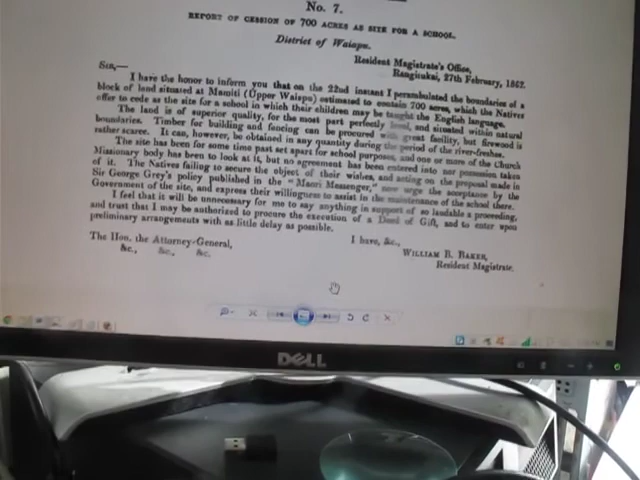 No. 7.
REPORT OF CESSION OF 700 ACRES AS SITE FOR A SCHOOL.
District of Waiapu.
Resident Magistrate's Office,
Rangitukai, 27th February, 1862.
SIR,—
I have the honor to inform you that on the 22nd instant I perambulated the boundaries of a
block of land situated at Mamiti (Upper Waiapu) estimated to contain 700 acres, which the Natives
offer to cede as the site for a school in which their children may be taught the English language.
The land is of superior quality, for the most part perfectly level, and situated within natural
boundaries. Timber for building and fencing can be procured with great facility, but firewood is
rather scarce. It can, however, be obtained in any quantity during the period of the river-freshes.
The site has been for some time past set apart for school purposes, and one or more of the Church
Missionary body has been to look at it, but no agreement has been entered into nor possession taken
of it. The Natives failing to secure the object of their wishes, and acting on the proposal made in
Sir George Grey's policy published in the "Maori Messenger," now urge the acceptance by the
Government of the site, and express their willingness to assist in the maintenance of the school there.
I feel that it will be unnecessary for me to say anything in support of so laudable a proceeding,
and trust that I may be authorized to procure the execution of a Deed of Gift, and to enter upon
preliminary arrangements with as little delay as possible.
I have, &c.,
The Hon. the Attorney-General,
WILLIAM B. BAKER,
&c., &c., &c.
Resident Magistrate.
DELL